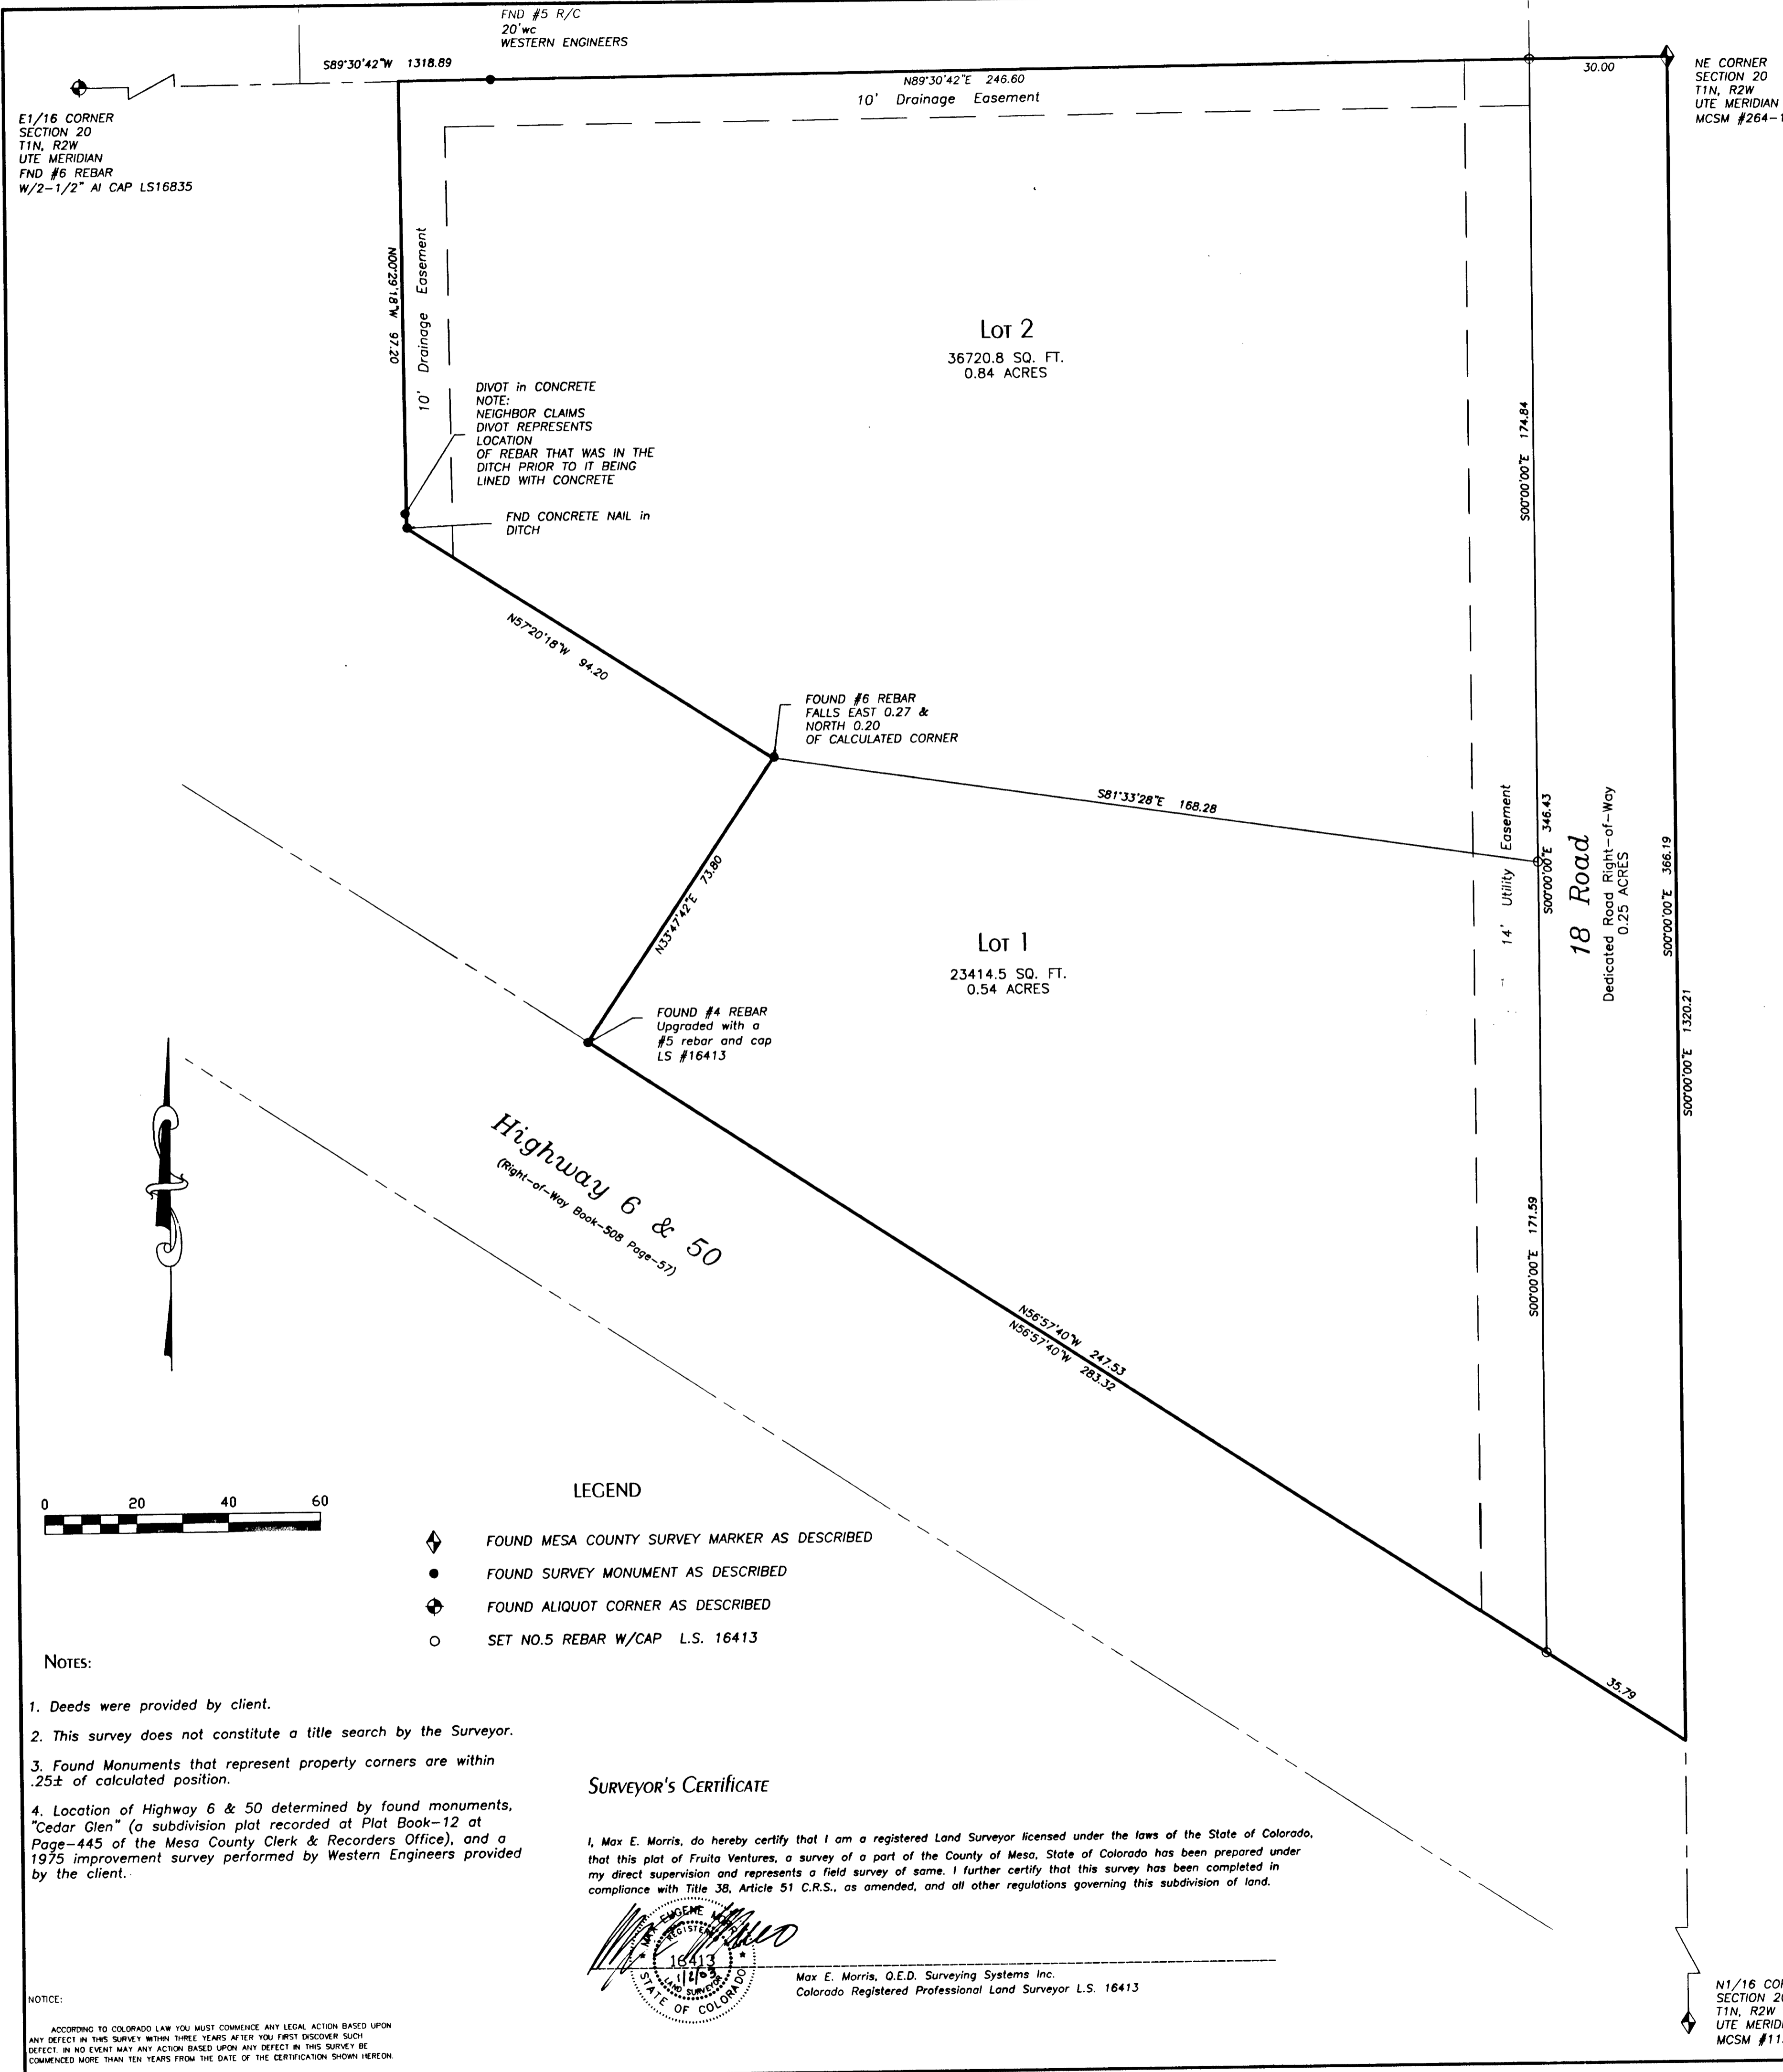 FND #5 R/C
20'wc
WESTERN ENGINEERS
S89°30'42"W 1318.89
N89°30'42"E 246.60
30.00
10' Drainage Easement
NE CORNER
SECTION 20
T1N, R2W
UTE MERIDIAN
MCSM #264-1
E1/16 CORNER
SECTION 20
T1N, R2W
UTE MERIDIAN
FND #6 REBAR
W/2-1/2" Al CAP LS16835
N00°29'18"W 97.20
10' Drainage Easement
LOT 2
36720.8 SQ. FT.
0.84 ACRES
DIVOT in CONCRETE
NOTE:
NEIGHBOR CLAIMS
DIVOT REPRESENTS
LOCATION
OF REBAR THAT WAS IN THE
DITCH PRIOR TO IT BEING
LINED WITH CONCRETE
FND CONCRETE NAIL in
DITCH
S00°00'00"E 174.84
N57°20'18"W 94.20
FOUND #6 REBAR
FALLS EAST 0.27 &
NORTH 0.20
OF CALCULATED CORNER
S81°33'28"E 168.28
N33°47'42"E 73.80
14' Utility Easement
S00°00'00"E 346.43
18 Road
Dedicated Road Right-of-Way
0.25 ACRES
S00°00'00"E 366.19
S00°00'00"E 1320.21
LOT 1
23414.5 SQ. FT.
0.54 ACRES
FOUND #4 REBAR
Upgraded with a
#5 rebar and cap
LS #16413
Highway 6 & 50
(Right-of-Way Book-508 Page-57)
S00°00'00"E 171.59
N56°57'40"W 247.53
N56°57'40"W 283.32
35.79
0 20 40 60
LEGEND
FOUND MESA COUNTY SURVEY MARKER AS DESCRIBED
FOUND SURVEY MONUMENT AS DESCRIBED
FOUND ALIQUOT CORNER AS DESCRIBED
SET NO.5 REBAR W/CAP L.S. 16413
NOTES:
1. Deeds were provided by client.
2. This survey does not constitute a title search by the Surveyor.
3. Found Monuments that represent property corners are within
.25± of calculated position.
4. Location of Highway 6 & 50 determined by found monuments,
"Cedar Glen" (a subdivision plat recorded at Plat Book-12 at
Page-445 of the Mesa County Clerk & Recorders Office), and a
1975 improvement survey performed by Western Engineers provided
by the client.
SURVEYOR'S CERTIFICATE
I, Max E. Morris, do hereby certify that I am a registered Land Surveyor licensed under the laws of the State of Colorado,
that this plat of Fruita Ventures, a survey of a part of the County of Mesa, State of Colorado has been prepared under
my direct supervision and represents a field survey of same. I further certify that this survey has been completed in
compliance with Title 38, Article 51 C.R.S., as amended, and all other regulations governing this subdivision of land.
MAX EUGENE MORRIS
REGISTERED
16413
1/2/03
LAND SURVEYOR
STATE OF COLORADO
Max E. Morris, Q.E.D. Surveying Systems Inc.
Colorado Registered Professional Land Surveyor L.S. 16413
NOTICE:
ACCORDING TO COLORADO LAW YOU MUST COMMENCE ANY LEGAL ACTION BASED UPON
ANY DEFECT IN THIS SURVEY WITHIN THREE YEARS AFTER YOU FIRST DISCOVER SUCH
DEFECT. IN NO EVENT MAY ANY ACTION BASED UPON ANY DEFECT IN THIS SURVEY BE
COMMENCED MORE THAN TEN YEARS FROM THE DATE OF THE CERTIFICATION SHOWN HEREON.
N1/16 CO
SECTION 2
T1N, R2W
UTE MERID
MCSM #11